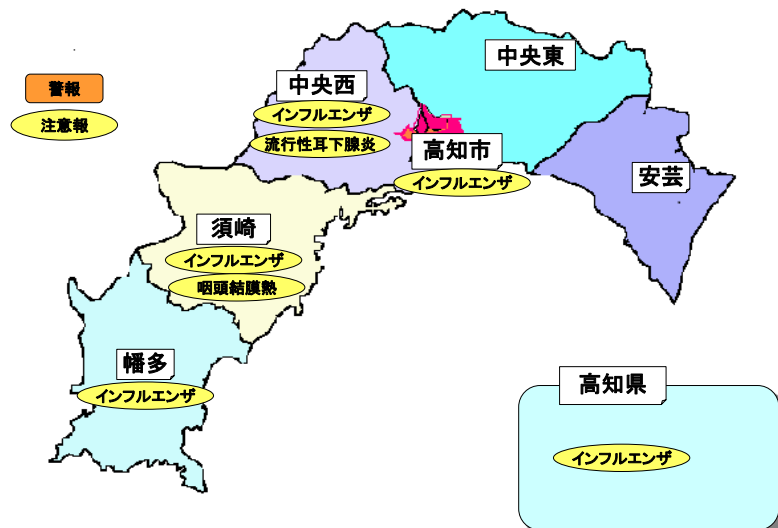 警報
注意報
中央西
インフルエンザ
流行性耳下腺炎
中央東
高知市
インフルエンザ
安芸
須崎
インフルエンザ
咽頭結膜熱
幡多
インフルエンザ
高知県
インフルエンザ